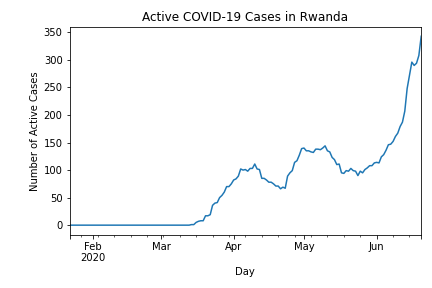 Active COVID-19 Cases in Rwanda
Number of Active Cases
350
300
250
200
150
100
50
0
Feb Mar Apr May Jun
2020
Day